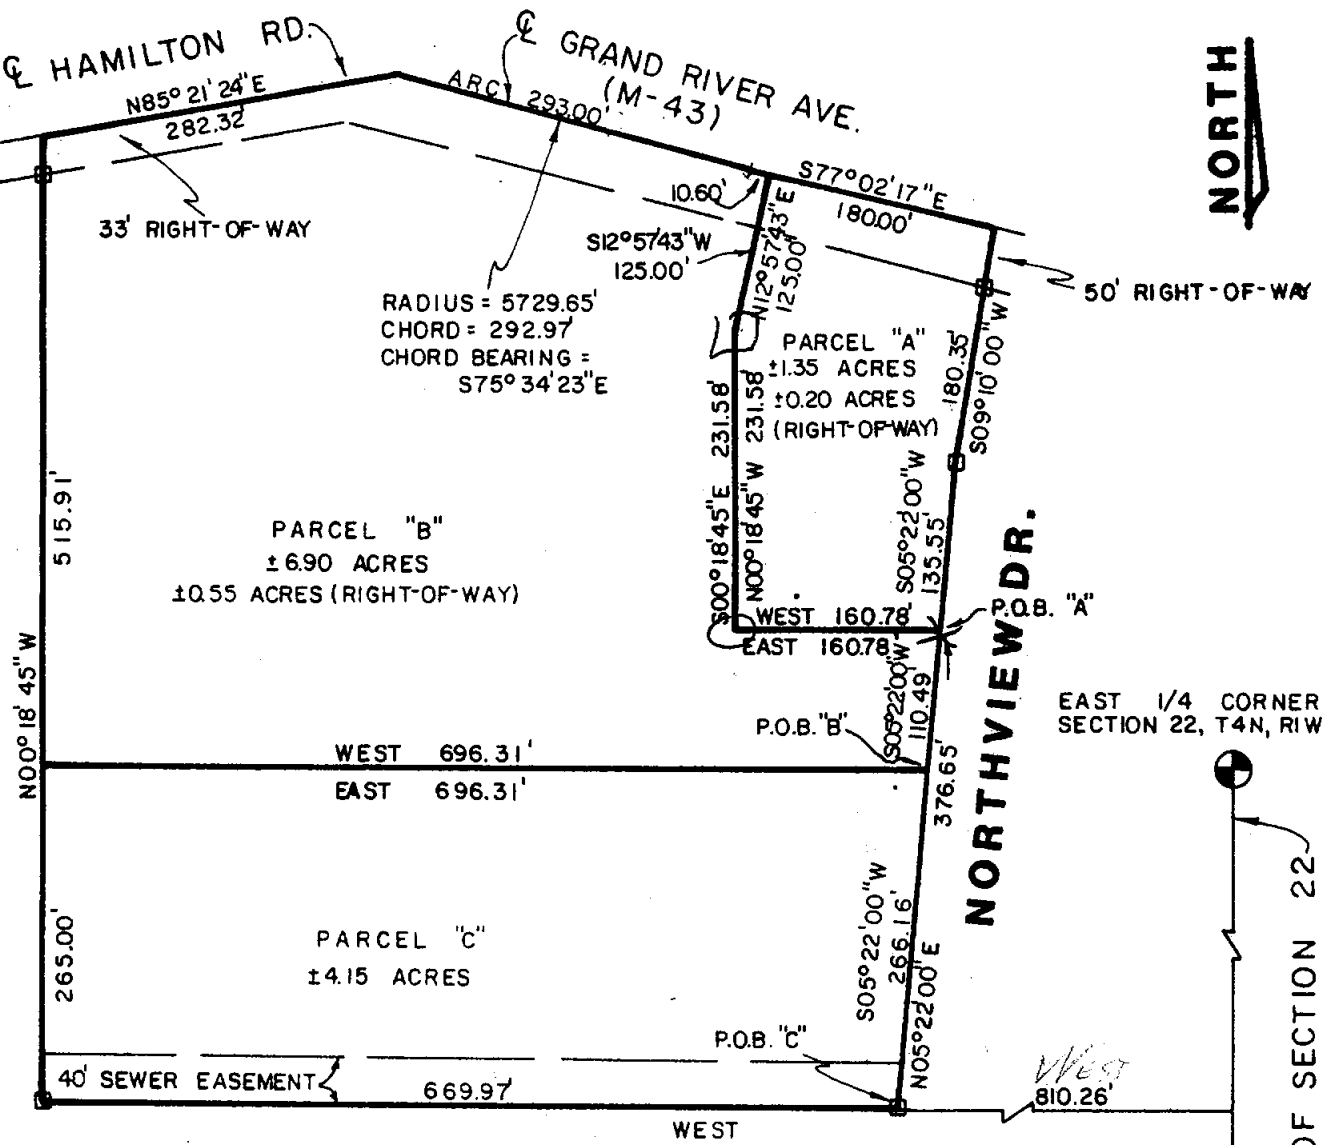 ℄ HAMILTON RD.
℄ GRAND RIVER AVE.
(M-43)
NORTH
N85° 21' 24" E
282.32'
ARC 293.00'
33' RIGHT-OF-WAY
10.60'
S77°02'17"E
180.00'
S12°57'43"W
125.00'
N12°57'43"E
125.00'
50' RIGHT-OF-WAY
RADIUS = 5729.65'
CHORD = 292.97'
CHORD BEARING =
S75° 34' 23"E
PARCEL "A"
±1.35 ACRES
±0.20 ACRES
(RIGHT-OF-WAY)
180.35'
S09°10'00"W
231.58'
231.58'
S00°18'45"E
N00°18'45"W
S05°22'00"W
135.55'
515.91'
PARCEL "B"
±6.90 ACRES
±0.55 ACRES (RIGHT-OF-WAY)
WEST 160.78
EAST 160.78'
P.O.B. "A"
NORTHVIEW DR.
S05°22'00"W
110.49'
N00°18'45"W
P.O.B. "B"
EAST 1/4 CORNER
SECTION 22, T4N, R1W
WEST 696.31'
EAST 696.31'
376.65'
265.00'
PARCEL "C"
±4.15 ACRES
S05°22'00"W
266.16'
N05°22'00"E
OF SECTION 22
P.O.B. "C"
40' SEWER EASEMENT
669.97'
WEST
West
810.26'